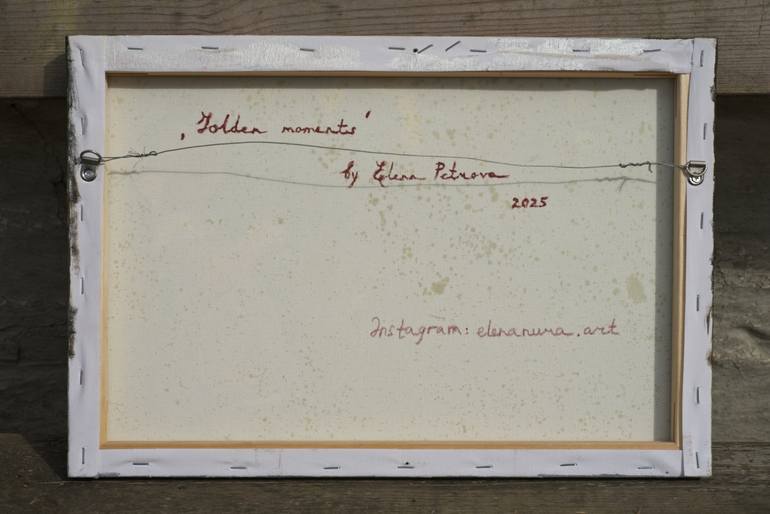 „Golden moments‘
by Elena Petrova
2025
Instagram: elenanura.art